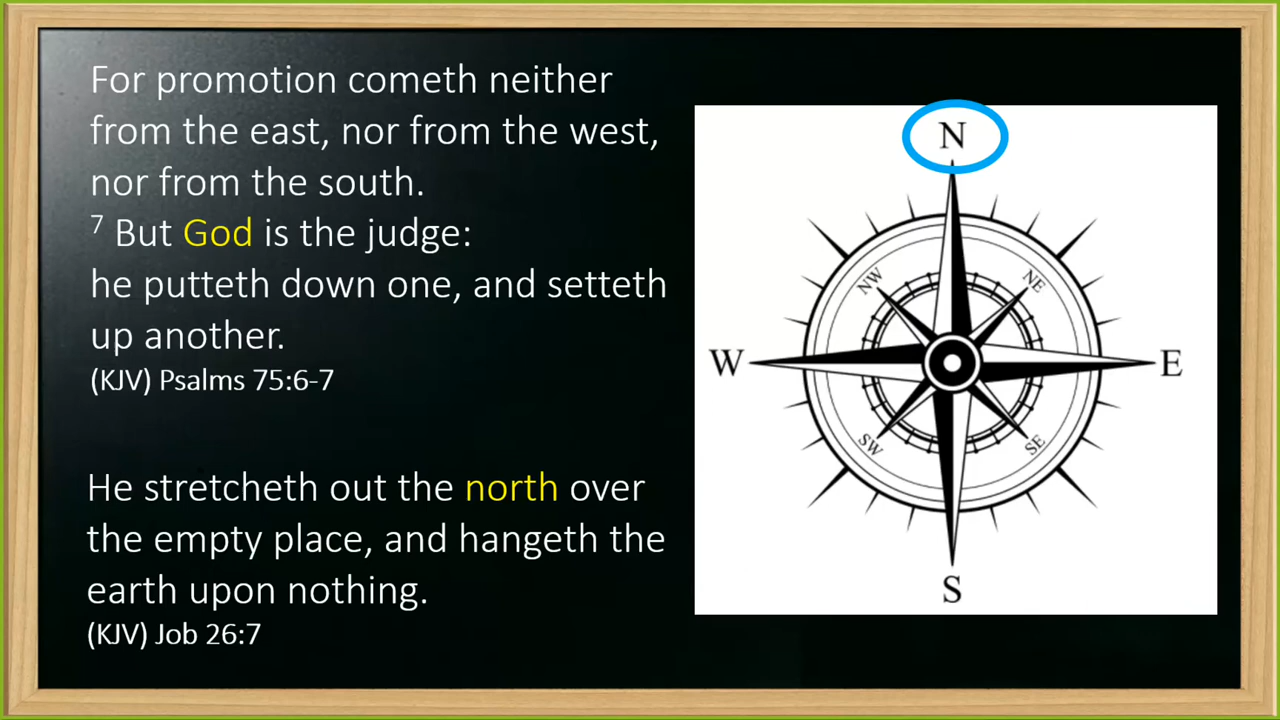 For promotion cometh neither
from the east, nor from the west,
nor from the south.
7 But God is the judge:
he putteth down one, and setteth
up another.
(KJV) Psalms 75:6-7
He stretcheth out the north over
the empty place, and hangeth the
earth upon nothing.
(KJV) Job 26:7
N
NW
NE
W
E
SW
SE
S